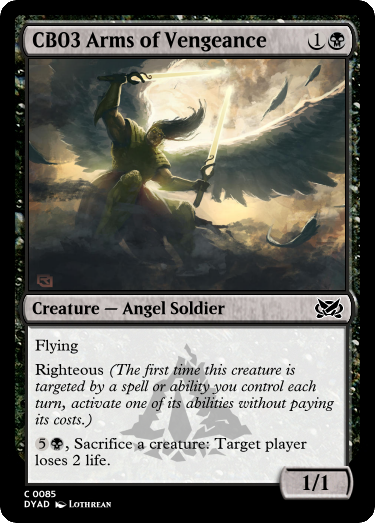 CB03 Arms of Vengeance 1
Creature — Angel Soldier
Flying
Righteous (The first time this creature is
targeted by a spell or ability you control each
turn, activate one of its abilities without paying
its costs.)
5, Sacrifice a creature: Target player
loses 2 life.
1/1
C 0085
DYAD Lothrean